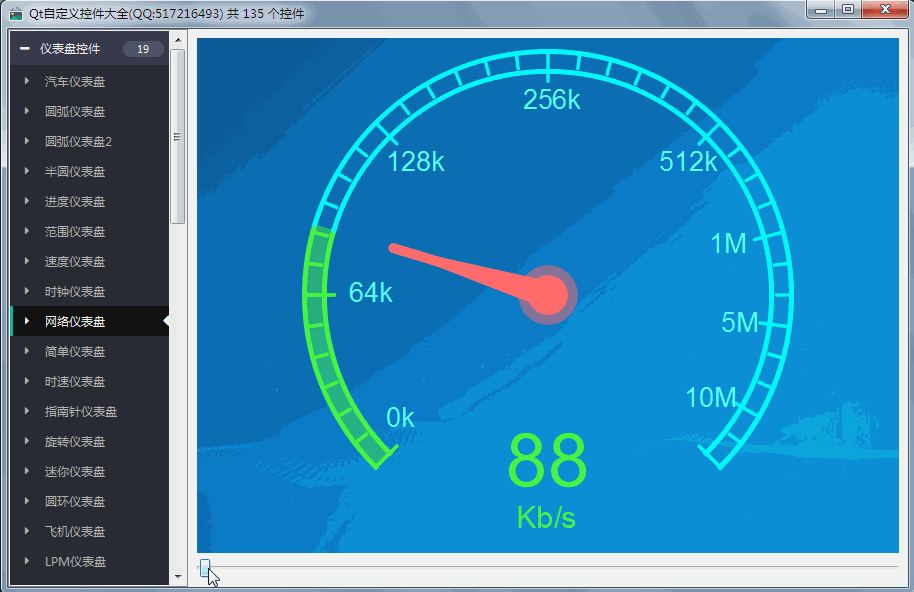 Qt自定义控件大全(QQ:517216493) 共 135 个控件
仪表盘控件 19
汽车仪表盘
圆弧仪表盘
圆弧仪表盘2
半圆仪表盘
进度仪表盘
范围仪表盘
速度仪表盘
时钟仪表盘
网络仪表盘
简单仪表盘
时速仪表盘
指南针仪表盘
旋转仪表盘
迷你仪表盘
圆环仪表盘
飞机仪表盘
LPM仪表盘
256k
128k
512k
1M
64k
5M
10M
0k
88
Kb/s